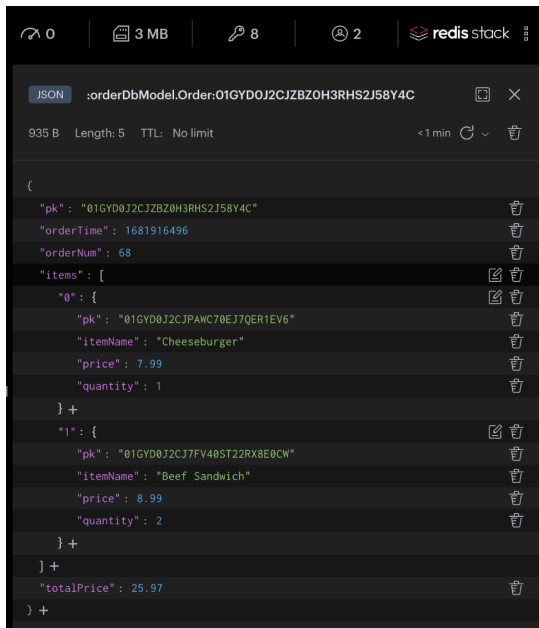 0 3 MB 8 2 redis stack
JSON :orderDbModel.Order:01GYD0J2CJZBZ0H3RHS2J58Y4C
935 B Length: 5 TTL: No limit <1 min
{
"pk" : "01GYD0J2CJZBZ0H3RHS2J58Y4C"
"orderTime" : 1681916496
"orderNum" : 68
"items" : [
"0" : {
"pk" : "01GYD0J2CJPAWC70EJ7QER1EV6"
"itemName" : "Cheeseburger"
"price" : 7.99
"quantity" : 1
} +
"1" : {
"pk" : "01GYD0J2CJ7FV40ST22RX8E0CW"
"itemName" : "Beef Sandwich"
"price" : 8.99
"quantity" : 2
} +
] +
"totalPrice" : 25.97
} +